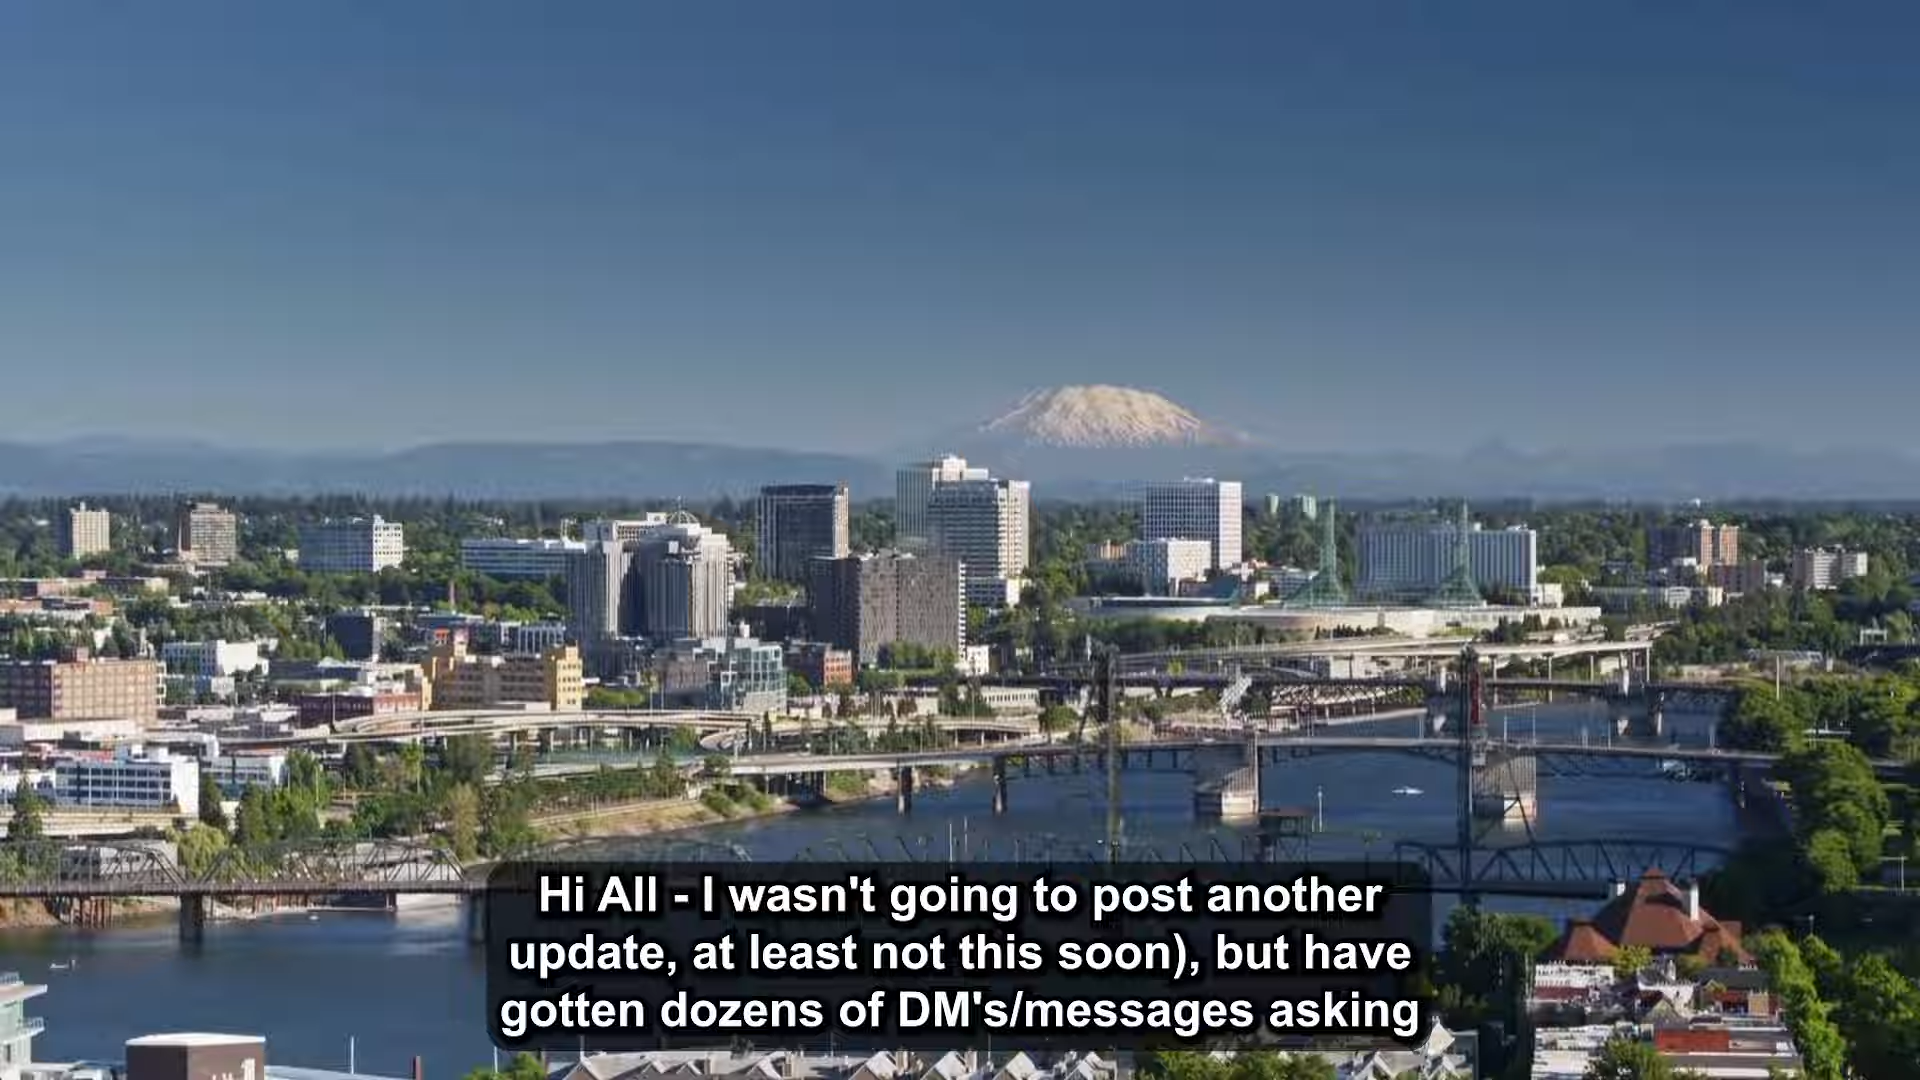 Hi All - I wasn't going to post another
update, at least not this soon), but have
gotten dozens of DM's/messages asking